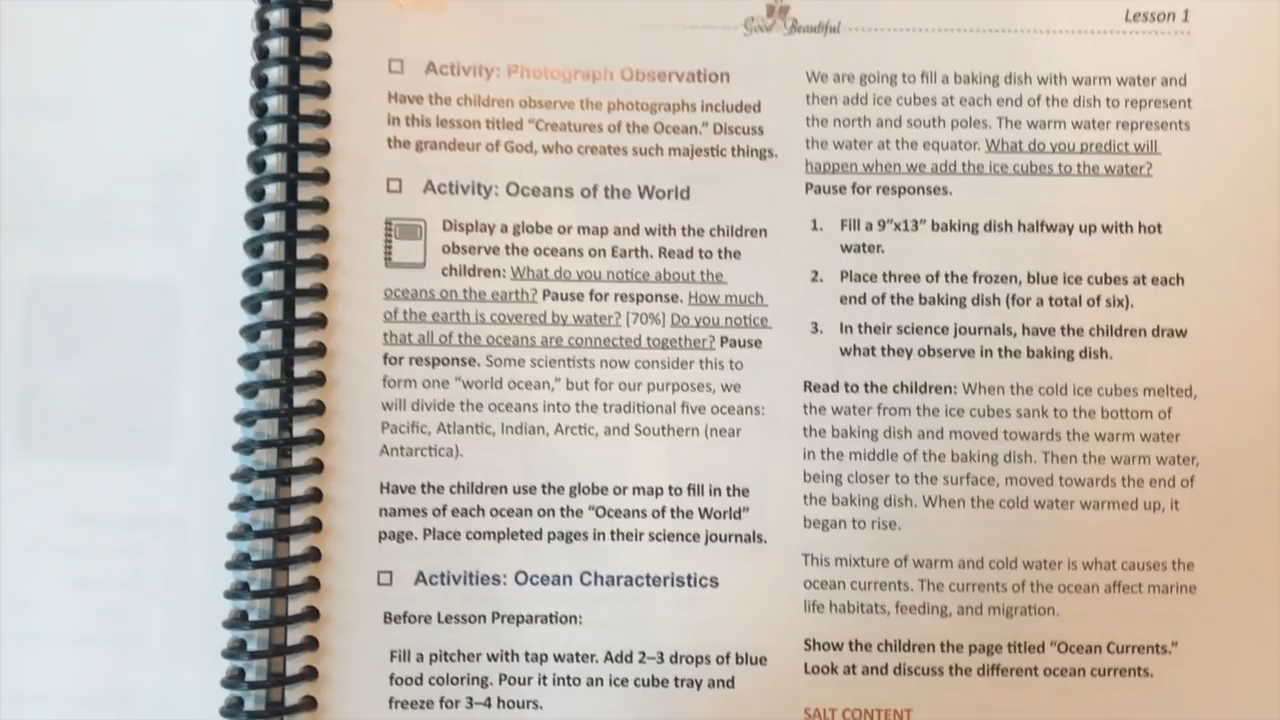 Good Beautiful
Lesson 1
Activity: Photograph Observation
Have the children observe the photographs included
in this lesson titled “Creatures of the Ocean.” Discuss
the grandeur of God, who creates such majestic things.
Activity: Oceans of the World
Display a globe or map and with the children
observe the oceans on Earth. Read to the
children: What do you notice about the
oceans on the earth? Pause for response. How much
of the earth is covered by water? [70%] Do you notice
that all of the oceans are connected together? Pause
for response. Some scientists now consider this to
form one “world ocean,” but for our purposes, we
will divide the oceans into the traditional five oceans:
Pacific, Atlantic, Indian, Arctic, and Southern (near
Antarctica).
Have the children use the globe or map to fill in the
names of each ocean on the “Oceans of the World”
page. Place completed pages in their science journals.
Activities: Ocean Characteristics
Before Lesson Preparation:
Fill a pitcher with tap water. Add 2–3 drops of blue
food coloring. Pour it into an ice cube tray and
freeze for 3–4 hours.
We are going to fill a baking dish with warm water and
then add ice cubes at each end of the dish to represent
the north and south poles. The warm water represents
the water at the equator. What do you predict will
happen when we add the ice cubes to the water?
Pause for responses.
1. Fill a 9”x13” baking dish halfway up with hot
water.
2. Place three of the frozen, blue ice cubes at each
end of the baking dish (for a total of six).
3. In their science journals, have the children draw
what they observe in the baking dish.
Read to the children: When the cold ice cubes melted,
the water from the ice cubes sank to the bottom of
the baking dish and moved towards the warm water
in the middle of the baking dish. Then the warm water,
being closer to the surface, moved towards the end of
the baking dish. When the cold water warmed up, it
began to rise.
This mixture of warm and cold water is what causes the
ocean currents. The currents of the ocean affect marine
life habitats, feeding, and migration.
Show the children the page titled “Ocean Currents.”
Look at and discuss the different ocean currents.
SALT CONTENT